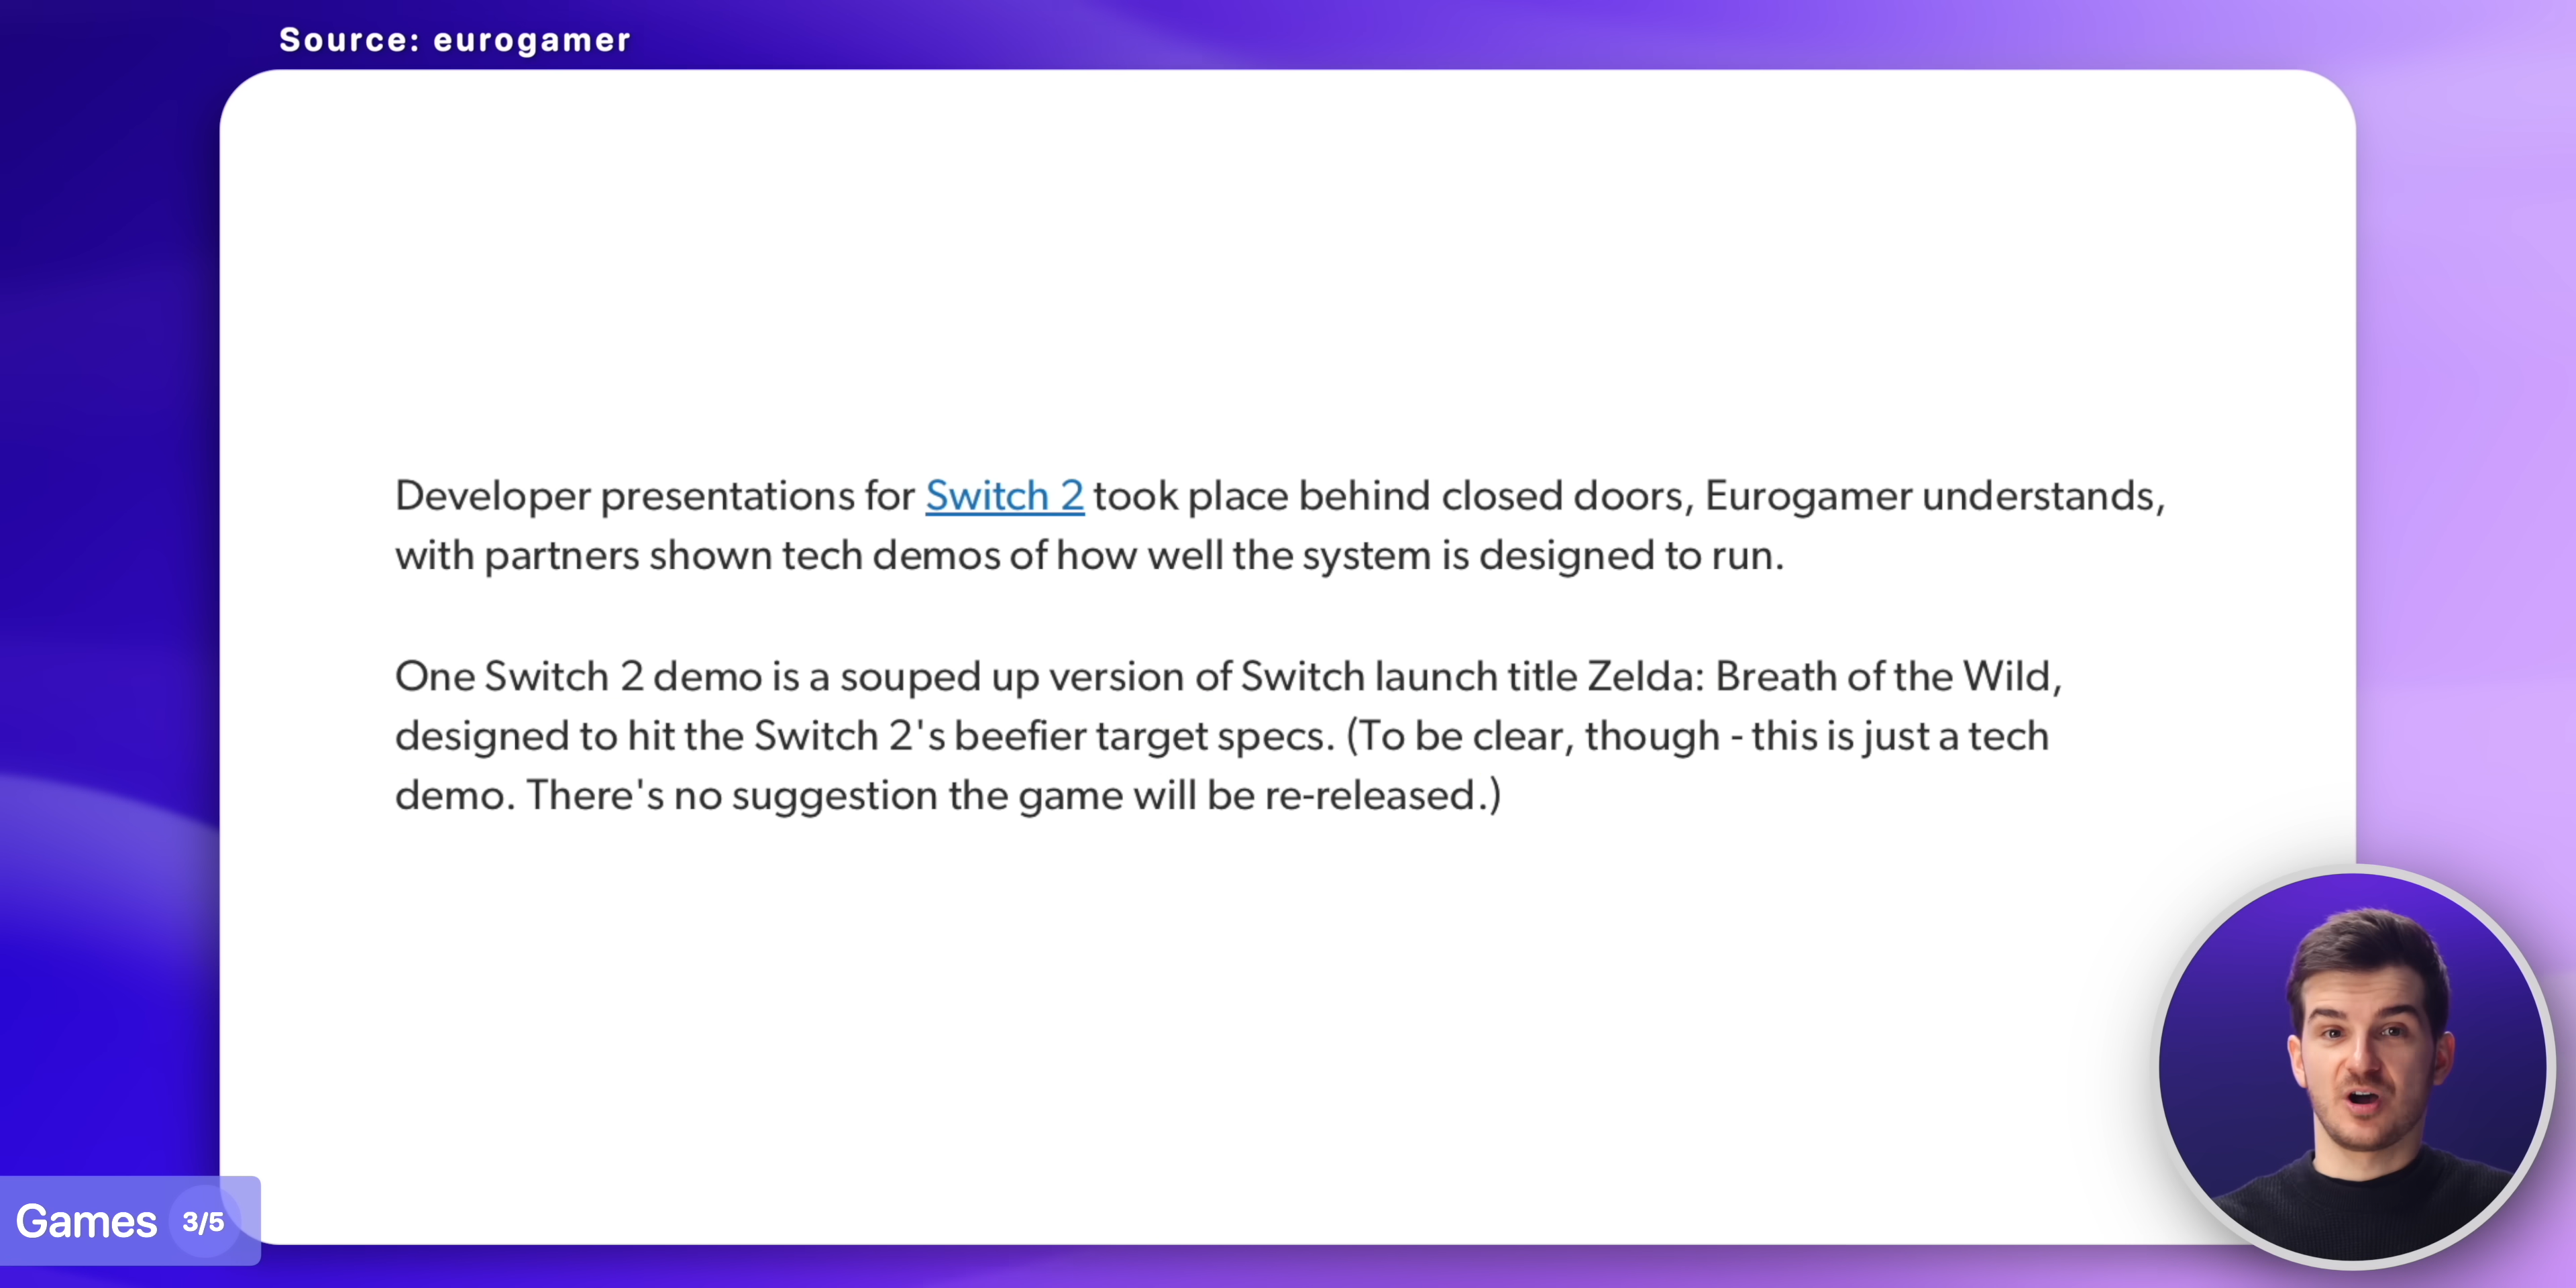 Source: eurogamer
Developer presentations for Switch 2 took place behind closed doors, Eurogamer understands,
with partners shown tech demos of how well the system is designed to run.
One Switch 2 demo is a souped up version of Switch launch title Zelda: Breath of the Wild,
designed to hit the Switch 2's beefier target specs. (To be clear, though - this is just a tech
demo. There's no suggestion the game will be re-released.)
Games 3/5